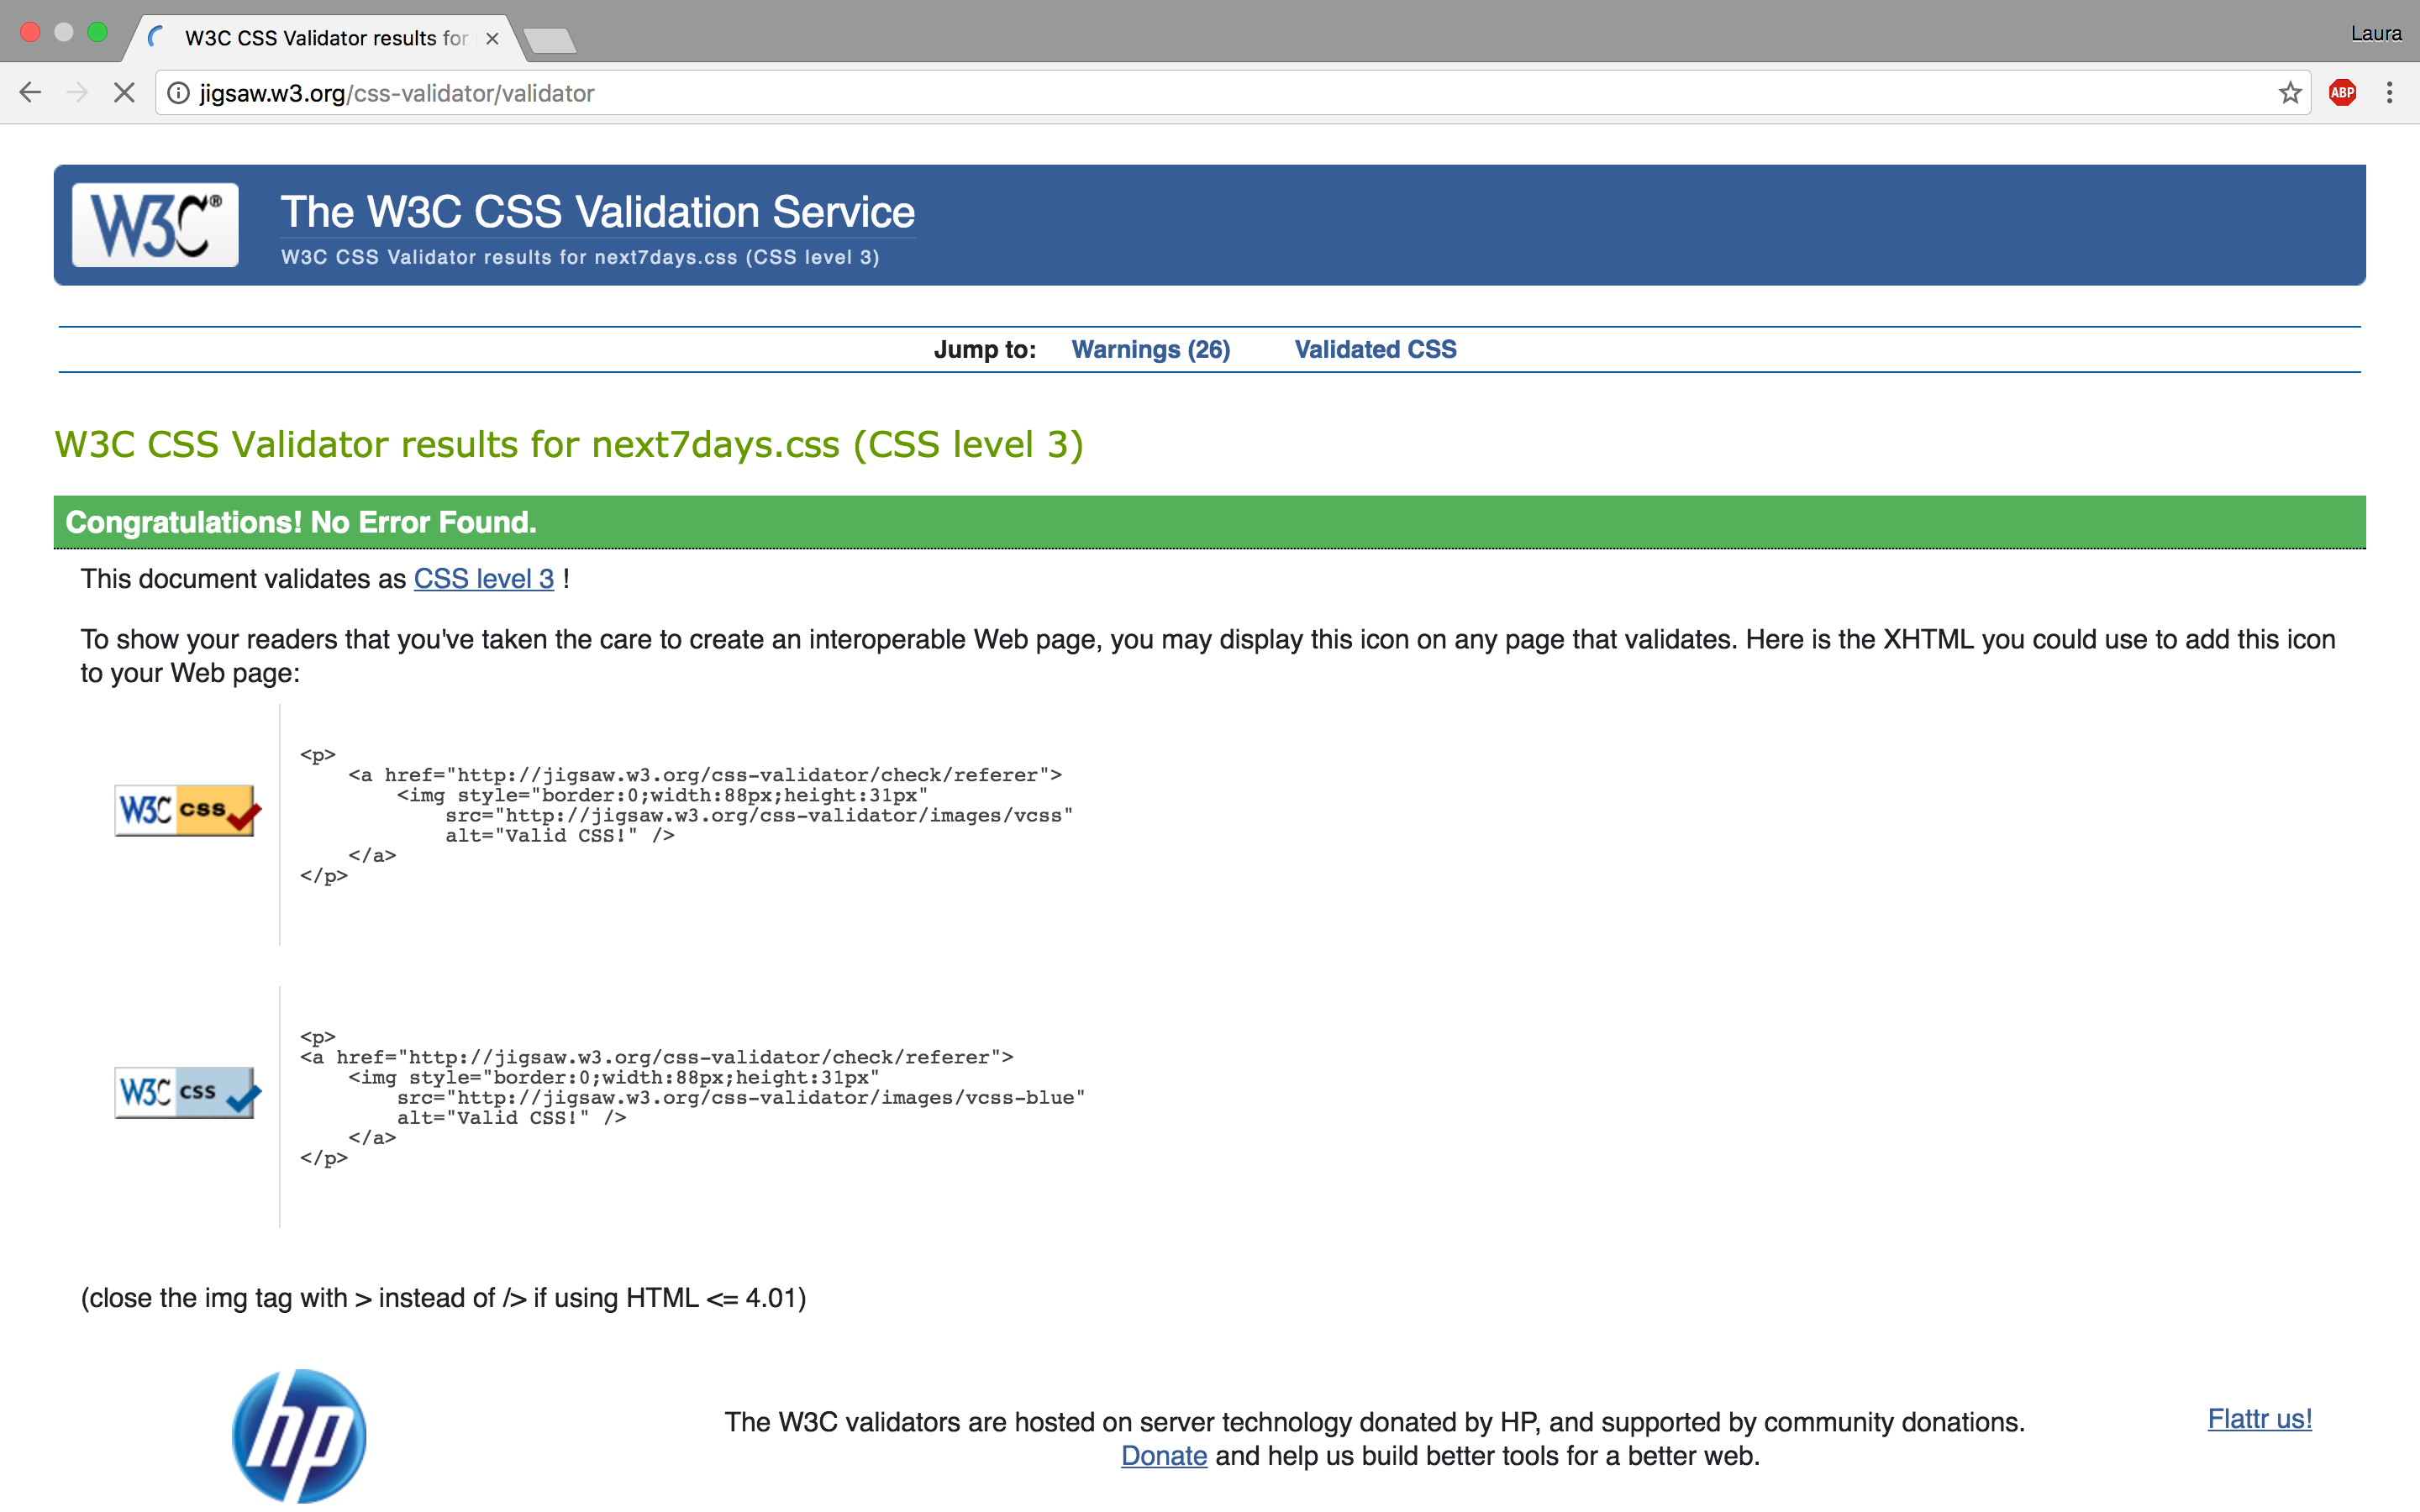 W3C CSS Validator results for
Laura
jigsaw.w3.org/css-validator/validator
ABP
W3C®
The W3C CSS Validation Service
W3C CSS Validator results for next7days.css (CSS level 3)
Jump to: Warnings (26) Validated CSS
W3C CSS Validator results for next7days.css (CSS level 3)
Congratulations! No Error Found.
This document validates as CSS level 3 !
To show your readers that you've taken the care to create an interoperable Web page, you may display this icon on any page that validates. Here is the XHTML you could use to add this icon
to your Web page:
W3C css
<p>
<a href="http://jigsaw.w3.org/css-validator/check/referer">
<img style="border:0;width:88px;height:31px"
src="http://jigsaw.w3.org/css-validator/images/vcss"
alt="Valid CSS!" />
</a>
</p>
W3C css
<p>
<a href="http://jigsaw.w3.org/css-validator/check/referer">
<img style="border:0;width:88px;height:31px"
src="http://jigsaw.w3.org/css-validator/images/vcss-blue"
alt="Valid CSS!" />
</a>
</p>
(close the img tag with > instead of /> if using HTML <= 4.01)
hp
The W3C validators are hosted on server technology donated by HP, and supported by community donations.
Donate and help us build better tools for a better web.
Flattr us!